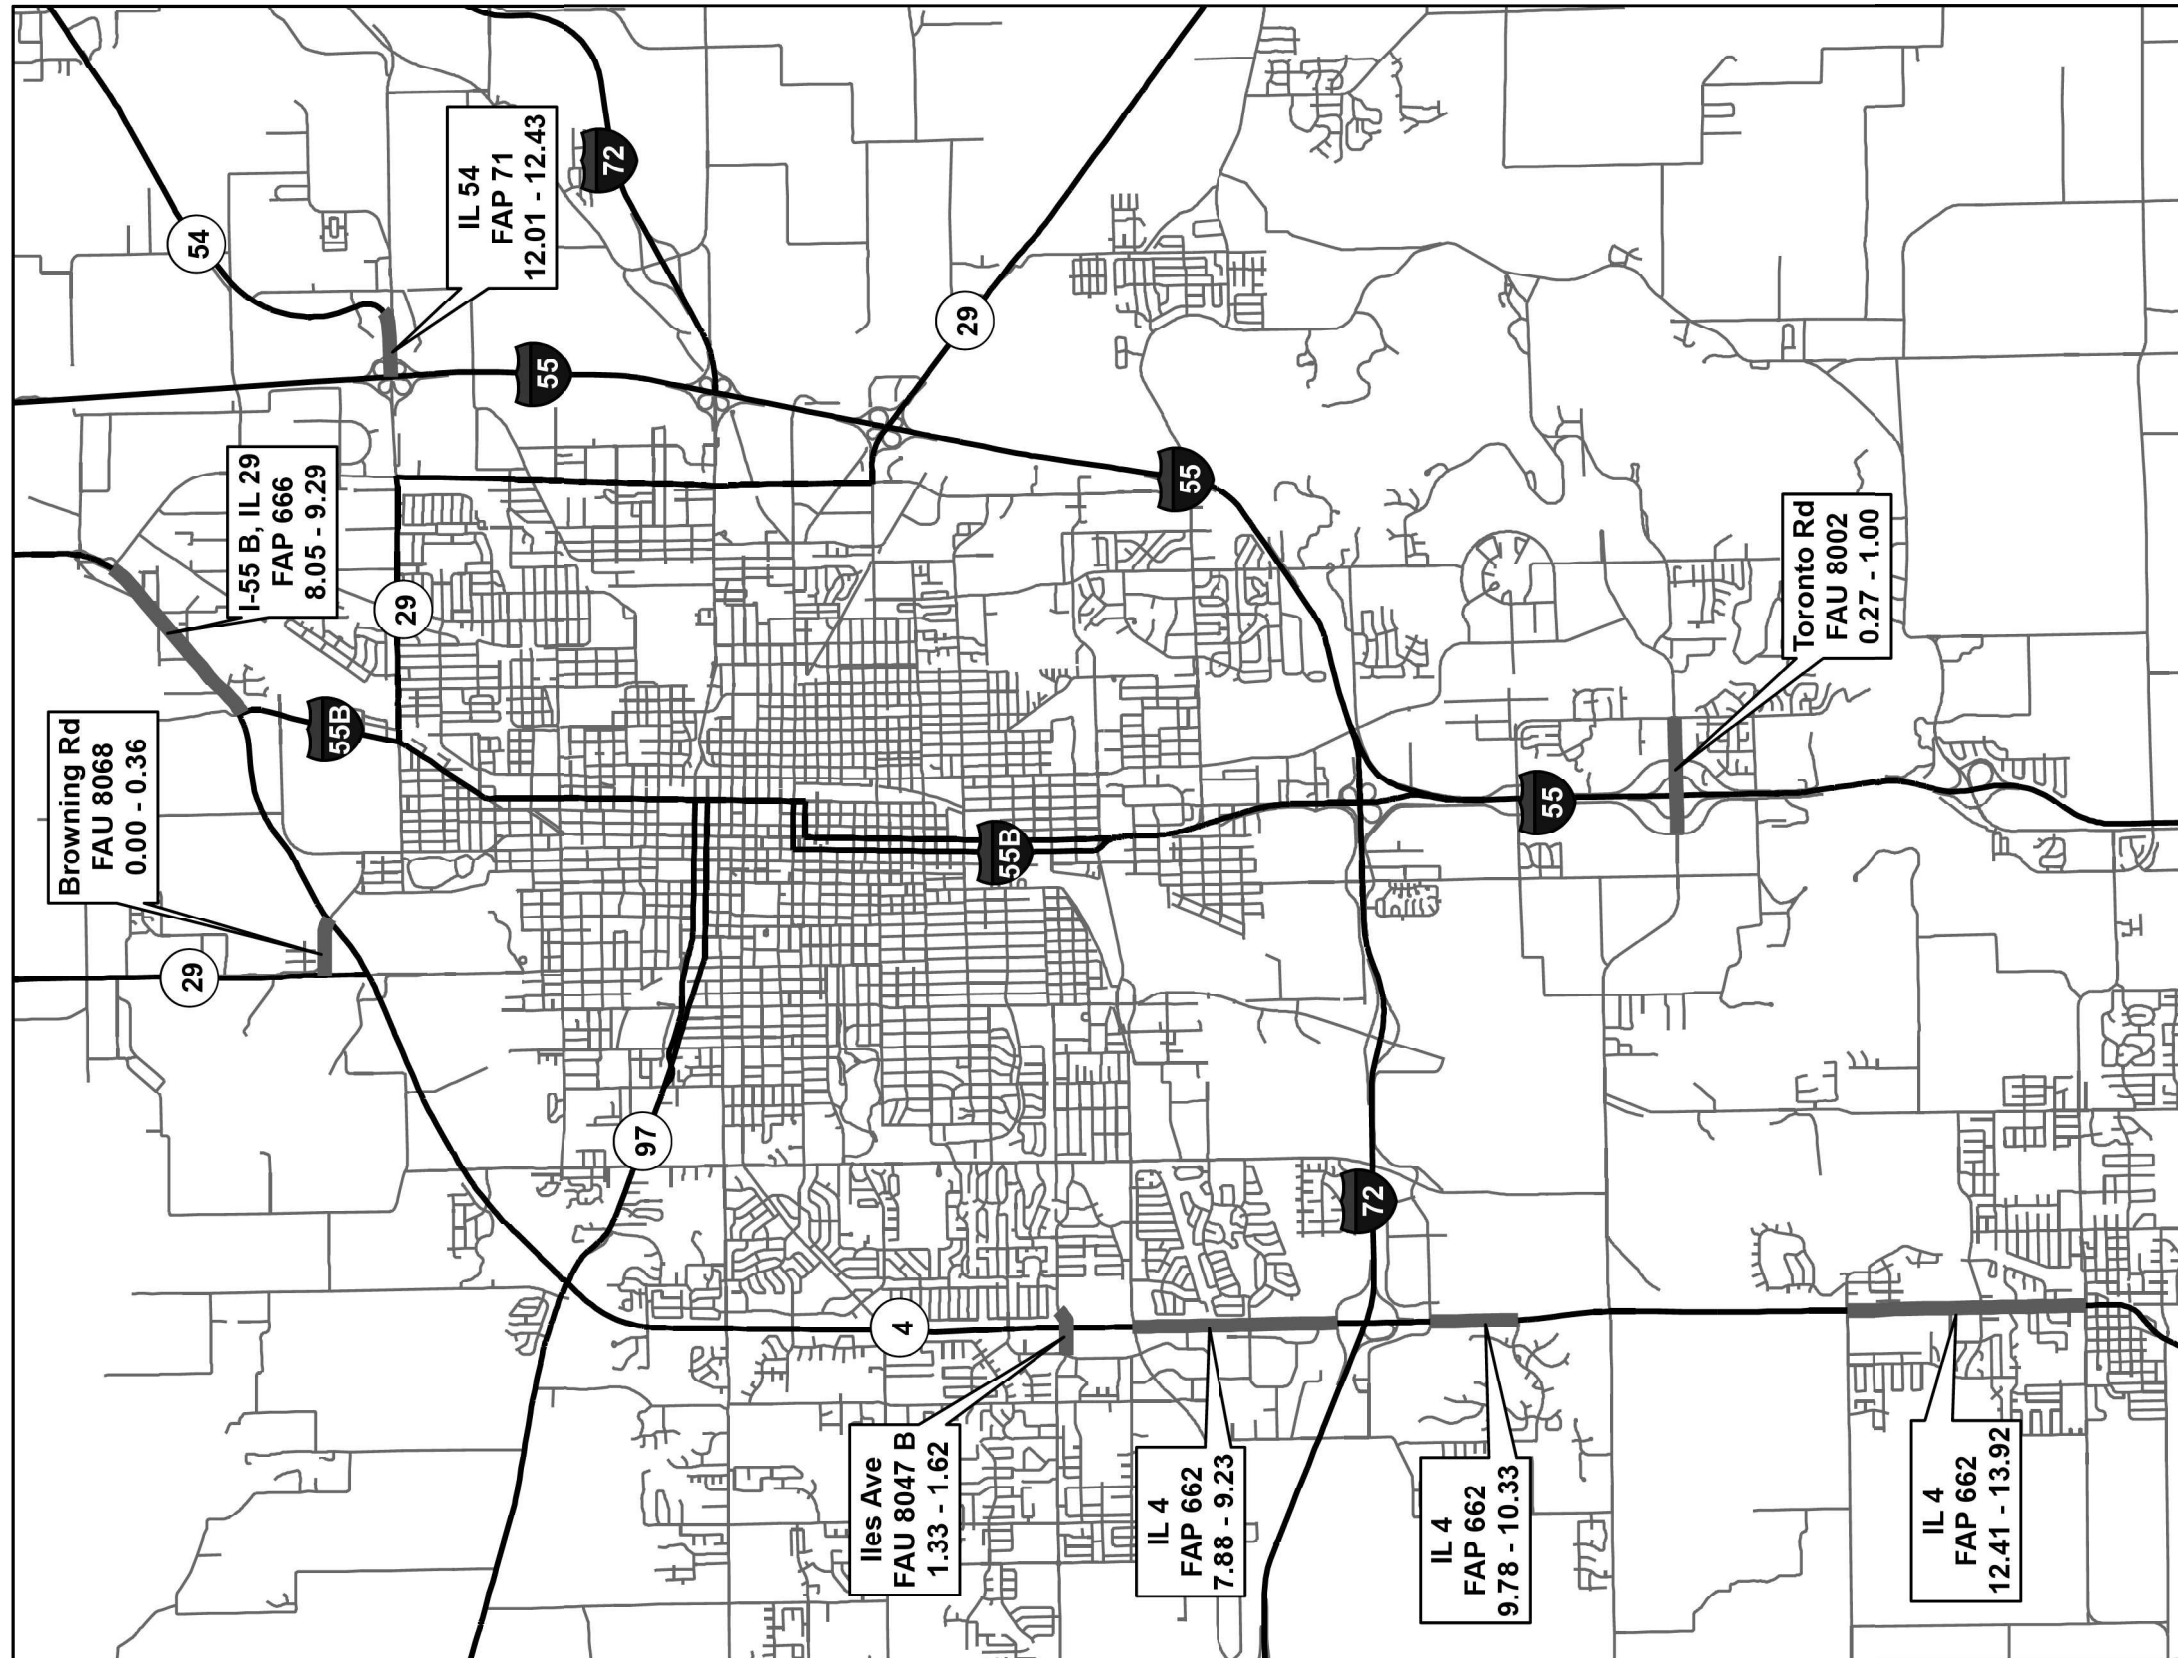 54
IL 54
FAP 71
12.01 - 12.43
72
55
29
I-55 B, IL 29
FAP 666
8.05 - 9.29
29
55
55B
Browning Rd
FAU 8068
0.00 - 0.36
29
55B
55
Toronto Rd
FAU 8002
0.27 - 1.00
97
72
4
Iles Ave
FAU 8047 B
1.33 - 1.62
IL 4
FAP 662
7.88 - 9.23
IL 4
FAP 662
9.78 - 10.33
IL 4
FAP 662
12.41 - 13.92